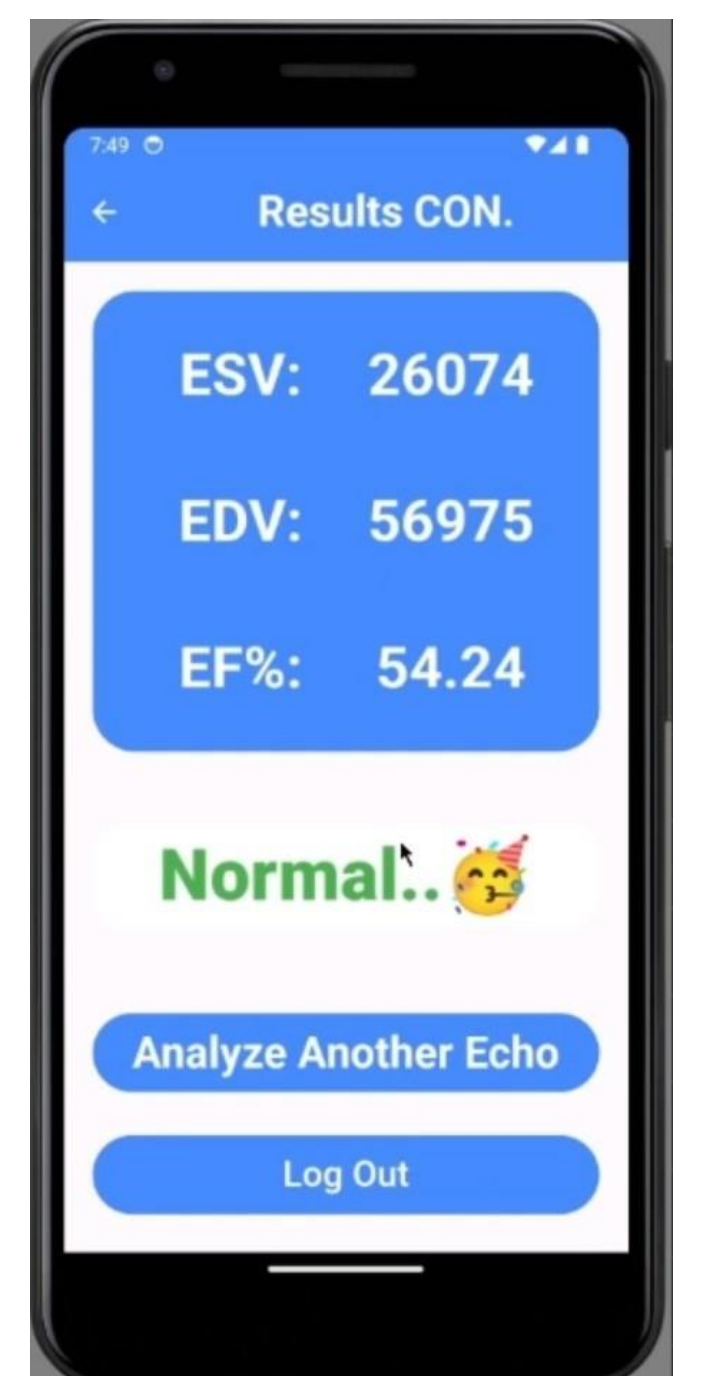 7:49
Results CON.
ESV: 26074
EDV: 56975
EF%: 54.24
Normal..🥳
Analyze Another Echo
Log Out